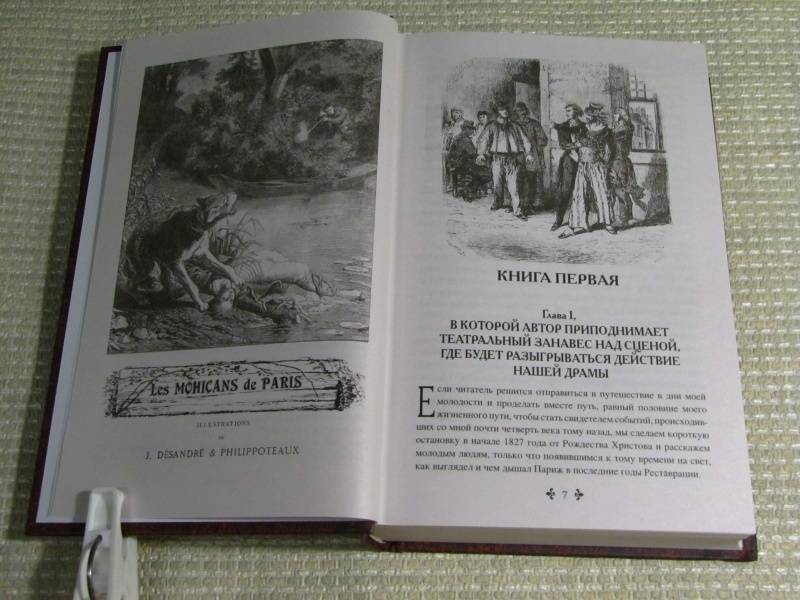 Les MOHICANS de PARIS
ILLUSTRATIONS
DE
J. DÉSANDRÉ & PHILIPPOTEAUX
КНИГА ПЕРВАЯ
Глава I,
В КОТОРОЙ АВТОР ПРИПОДНИМАЕТ
ТЕАТРАЛЬНЫЙ ЗАНАВЕС НАД СЦЕНОЙ,
ГДЕ БУДЕТ РАЗЫГРЫВАТЬСЯ ДЕЙСТВИЕ
НАШЕЙ ДРАМЫ
Если читатель решится отправиться в путешествие в дни моей
молодости и проделать вместе путь, равный половине моего
жизненного пути, чтобы стать свидетелем событий, происходив-
ших со мной почти четверть века тому назад, мы сделаем короткую
остановку в начале 1827 года от Рождества Христова и расскажем
молодым людям, только что появившимся к тому времени на свет,
как выглядел и чем дышал Париж в последние годы Реставрации.
7